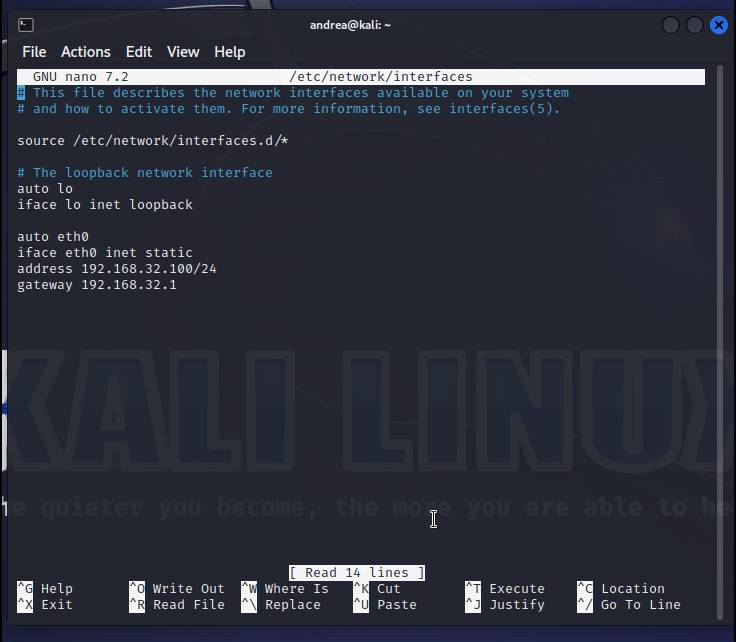 andrea@kali: ~
File Actions Edit View Help
GNU nano 7.2 /etc/network/interfaces
# This file describes the network interfaces available on your system
# and how to activate them. For more information, see interfaces(5).
source /etc/network/interfaces.d/*
# The loopback network interface
auto lo
iface lo inet loopback
auto eth0
iface eth0 inet static
address 192.168.32.100/24
gateway 192.168.32.1
KALI LINUX
he quieter you become, the more you are able to he
[ Read 14 lines ]
^G Help ^O Write Out ^W Where Is ^K Cut ^T Execute ^C Location
^X Exit ^R Read File ^\ Replace ^U Paste ^J Justify ^/ Go To Line